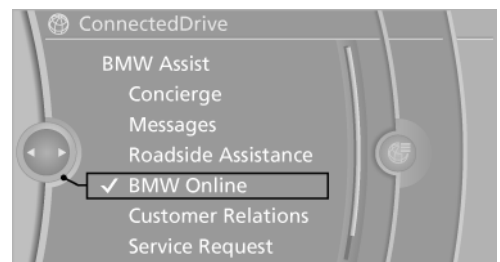 ConnectedDrive
BMW Assist
Concierge
Messages
Roadside Assistance
✓ BMW Online
Customer Relations
Service Request